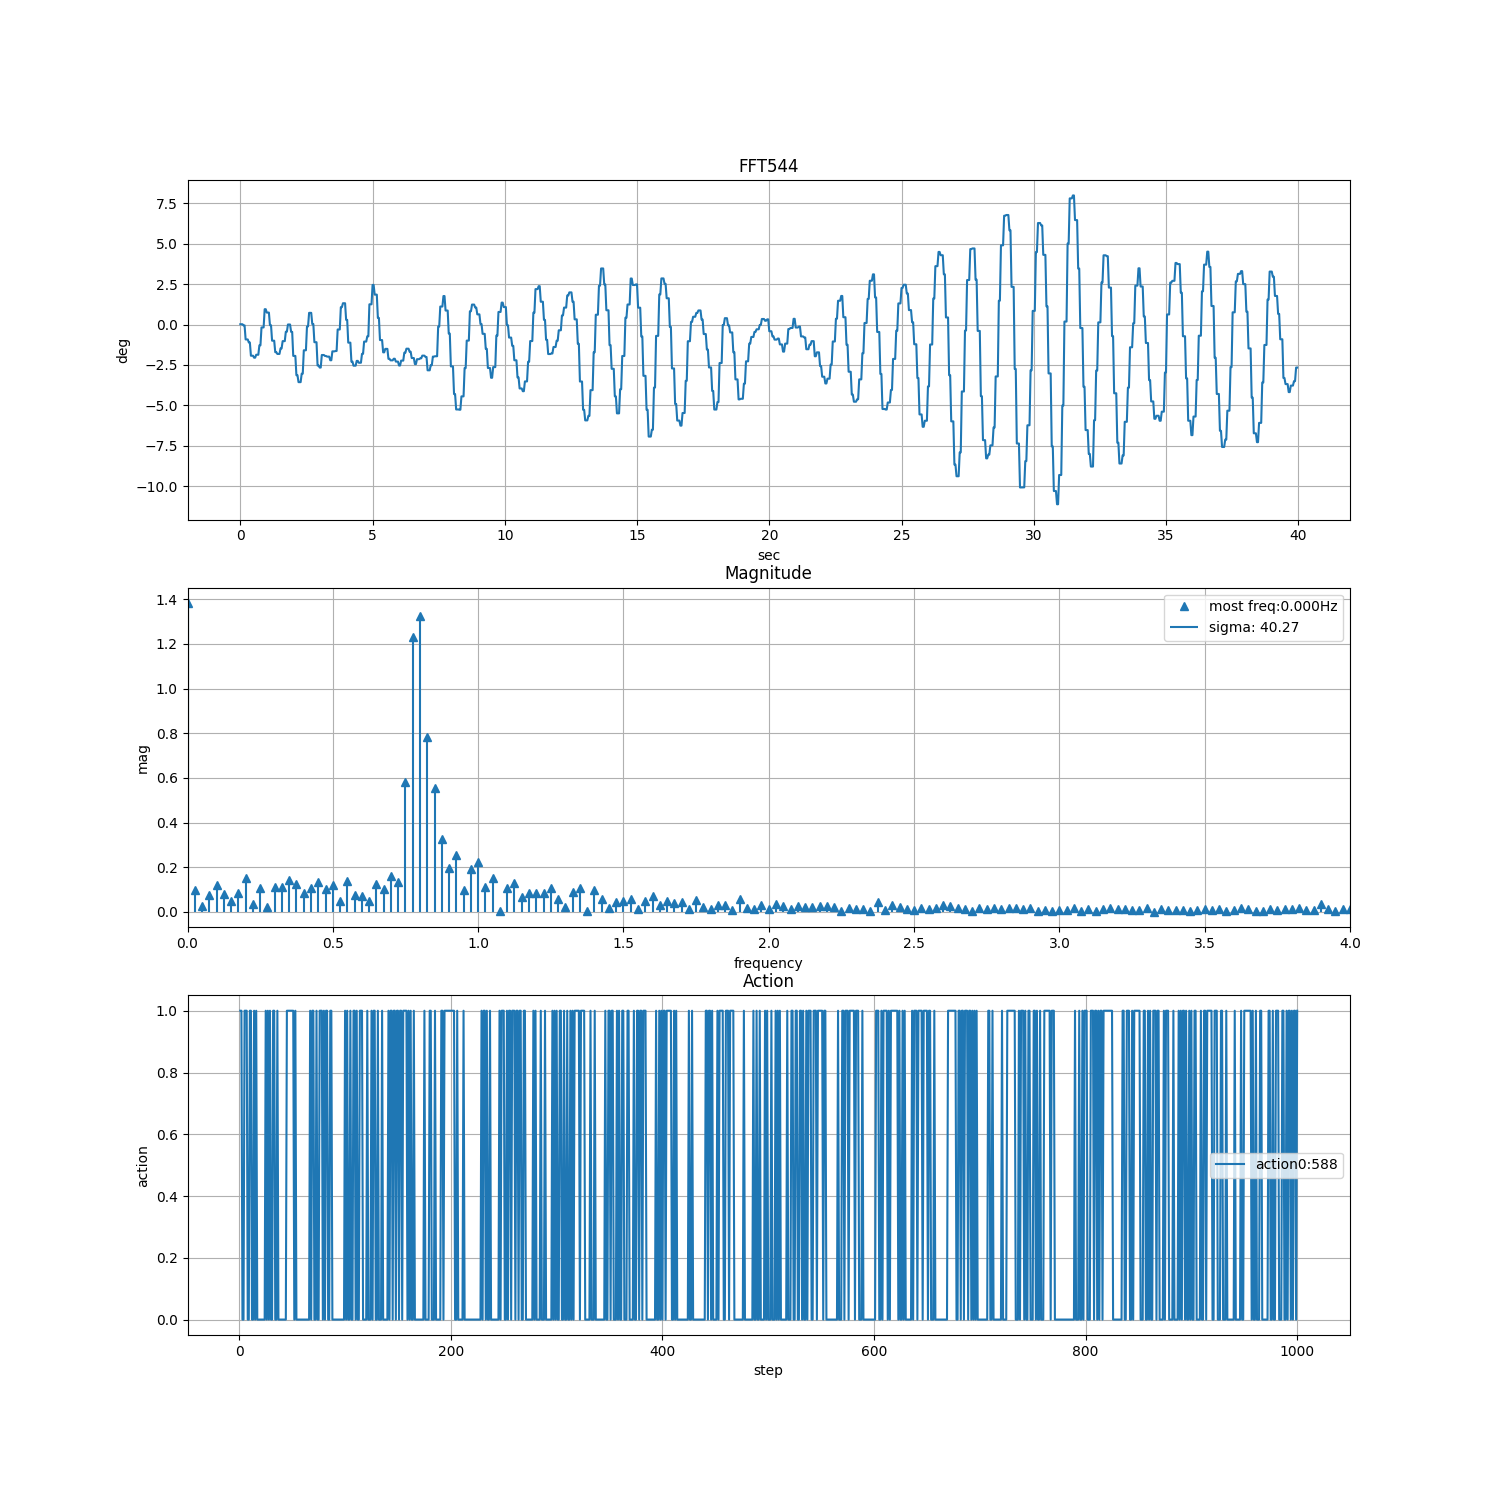 FFT544
7.5
5.0
2.5
0.0
−2.5
−5.0
−7.5
−10.0
deg
0 5 10 15 20 25 30 35 40
sec
Magnitude
1.4
1.2
1.0
0.8
0.6
0.4
0.2
0.0
mag
most freq:0.000Hz
sigma: 40.27
0.0 0.5 1.0 1.5 2.0 2.5 3.0 3.5 4.0
frequency
Action
1.0
0.8
0.6
0.4
0.2
0.0
action
action0:588
0 200 400 600 800 1000
step